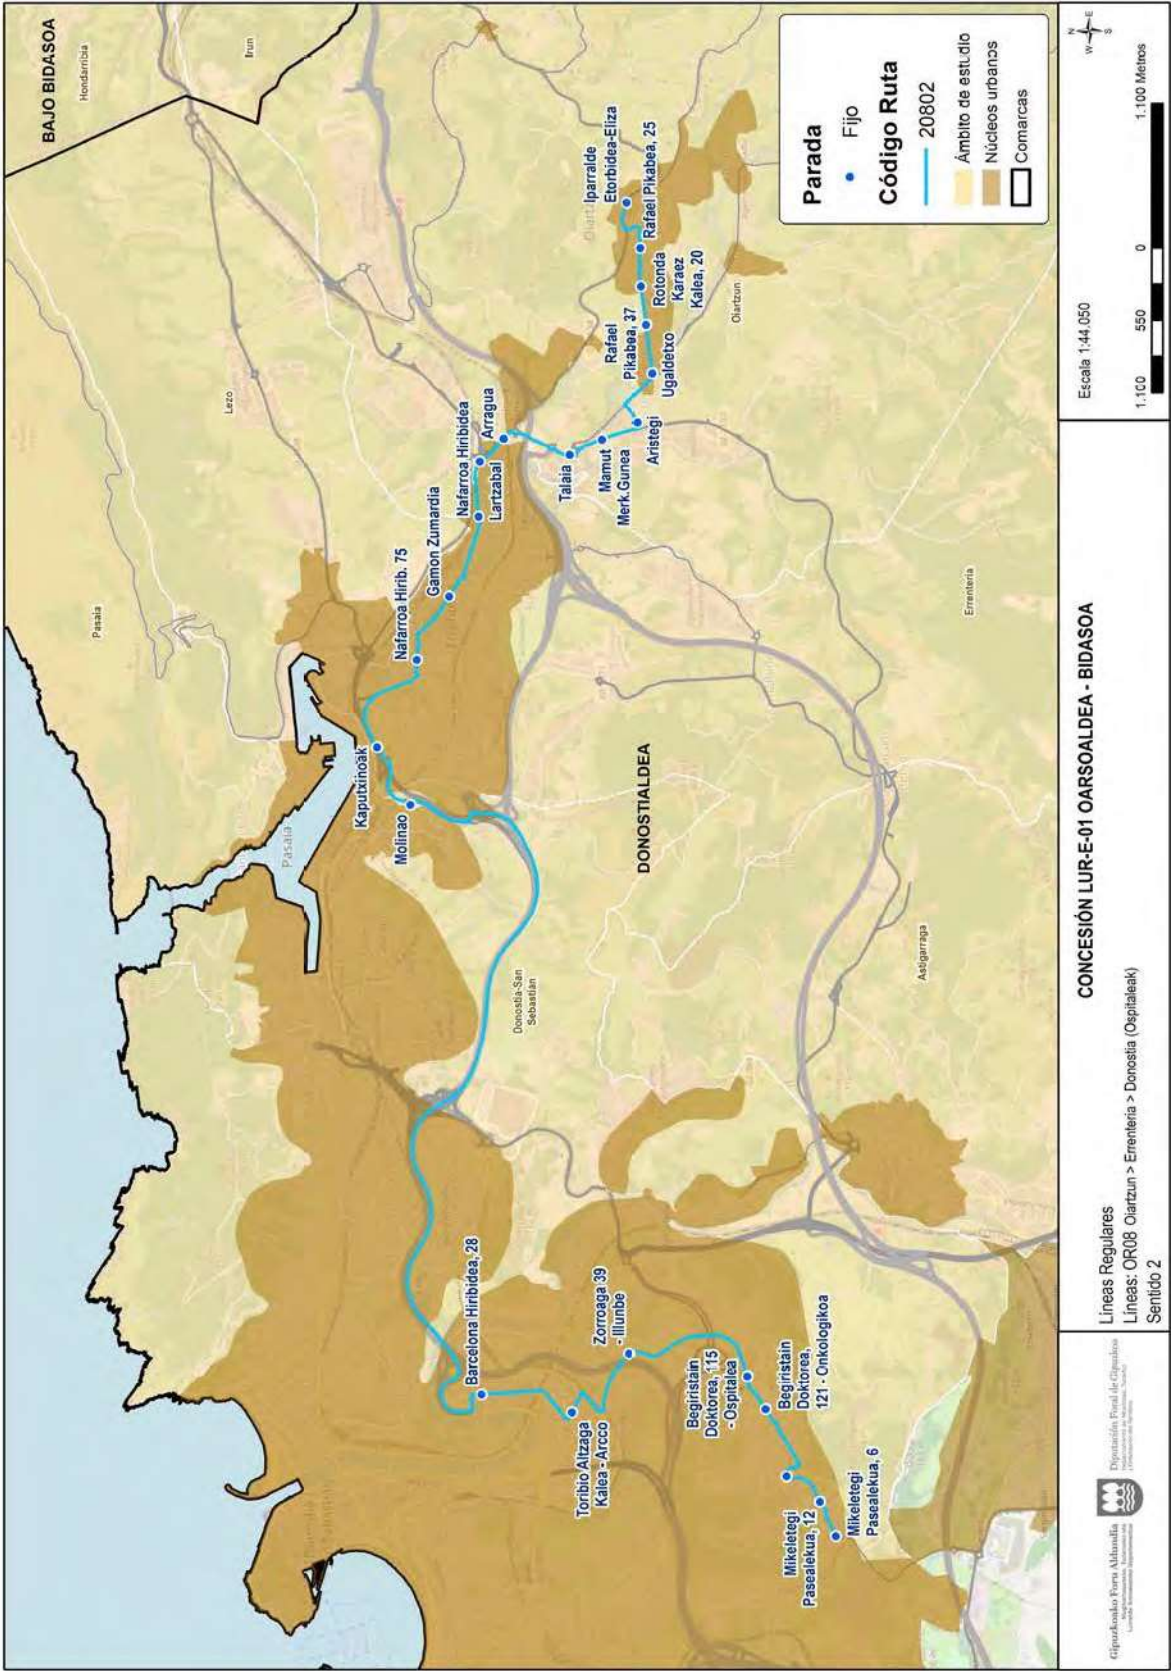 BAJO BIDASOA
Hondarribia
Irun
Lezo
Pasaia
Pasaia
Oiartzun
Errenteria
DONOSTIALDEA
Donostia-San
Sebastián
Astigarraga
Iparralde
Etorbidea-Eliza
Rafael Pikabea, 25
Rotonda
Karaez
Kalea, 20
Rafael
Pikabea, 37
Ugaldetxo
Aristegi
Mamut
Merk.Gunea
Talaia
Arragua
Nafarroa Hiribidea
Lartzabal
Gamon Zumardia
Nafarroa Hirib. 75
Kaputxinoak
Molinao
Barcelona Hiribidea, 28
Toribio Altzaga
Kalea - Arcco
Zorroaga 39
- Illunbe
Begiristain
Doktorea, 115
- Ospitalea
Begiristain
Doktorea,
121 - Onkologikoa
Mikeletegi
Pasealekua, 12
Mikeletegi
Pasealekua, 6
Parada
Fijo
Código Ruta
20802
Ámbito de estudio
Núcleos urbanos
Comarcas
Gipuzkoako Foru Aldundia
Diputación Foral de Gipuzkoa
CONCESIÓN LUR-E-01 OARSOALDEA - BIDASOA
Líneas Regulares
Líneas: OR08 Oiartzun > Errenteria > Donostia (Ospitaleak)
Sentido 2
Escala 1:44.050
1.100 550 0 1.100 Metros
N
W E
S